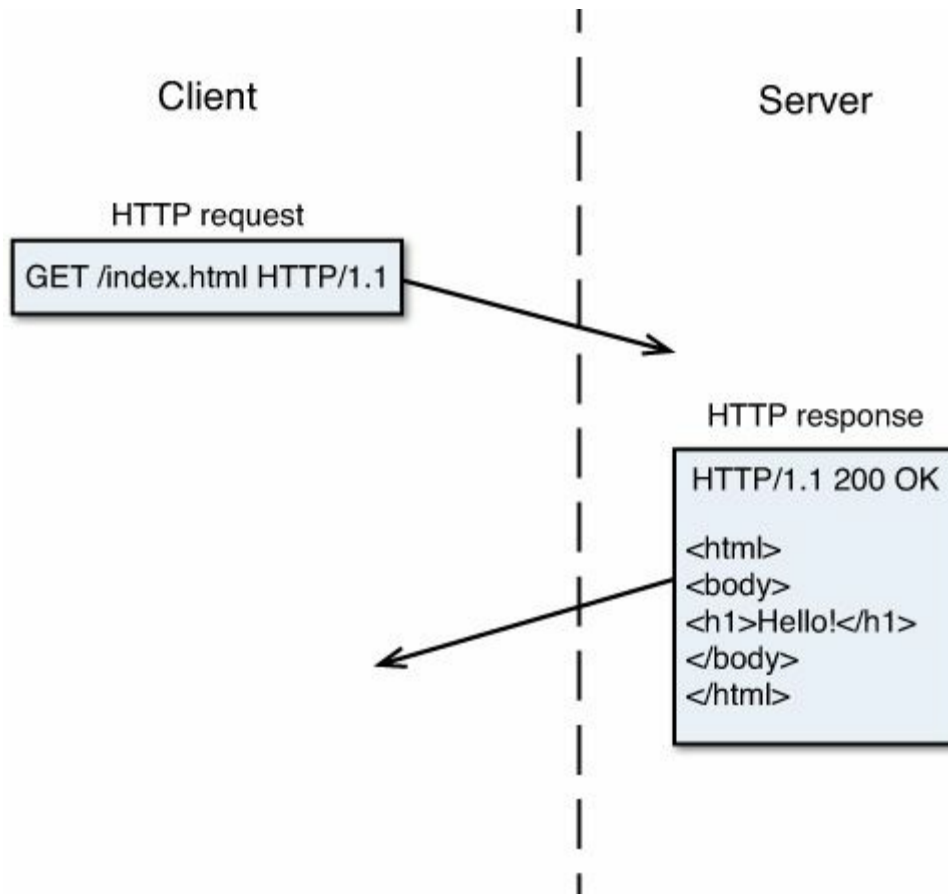 Client
Server
HTTP request
GET /index.html HTTP/1.1
HTTP response
HTTP/1.1 200 OK
<html>
<body>
<h1>Hello!</h1>
</body>
</html>